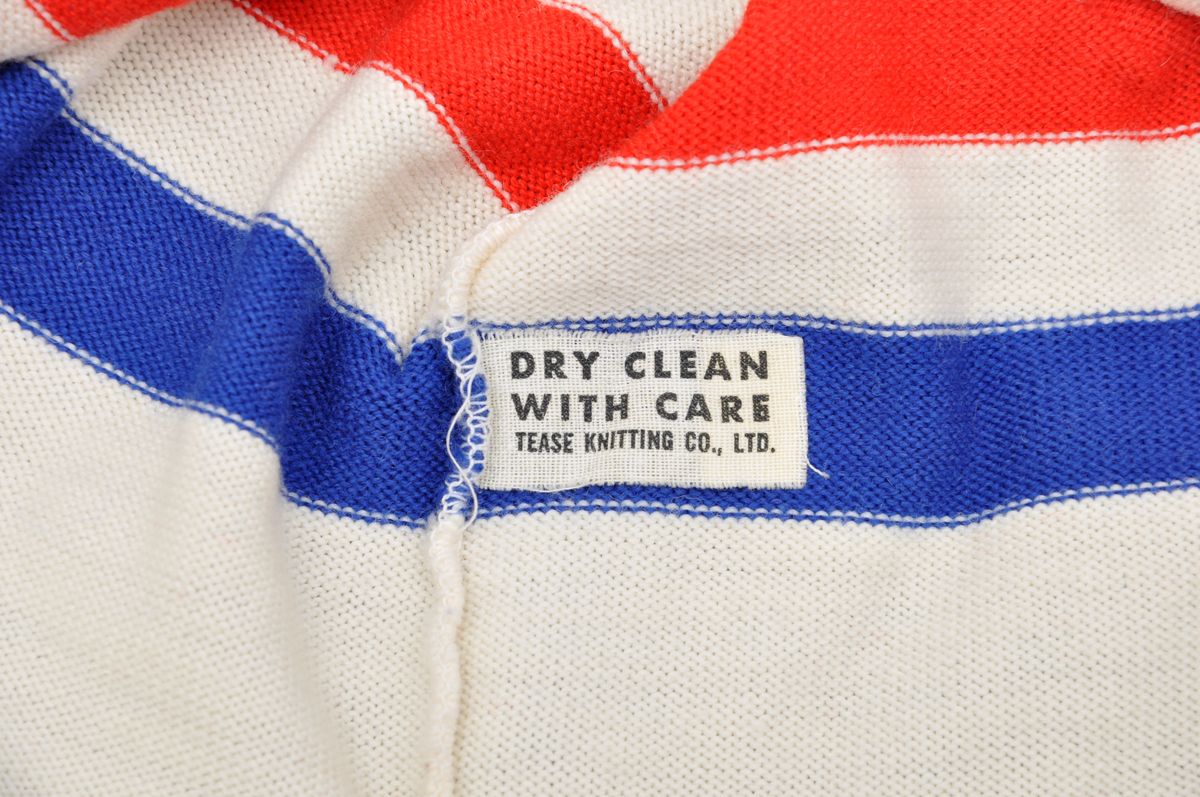 DRY CLEAN
WITH CARE
TEASE KNITTING CO., LTD.